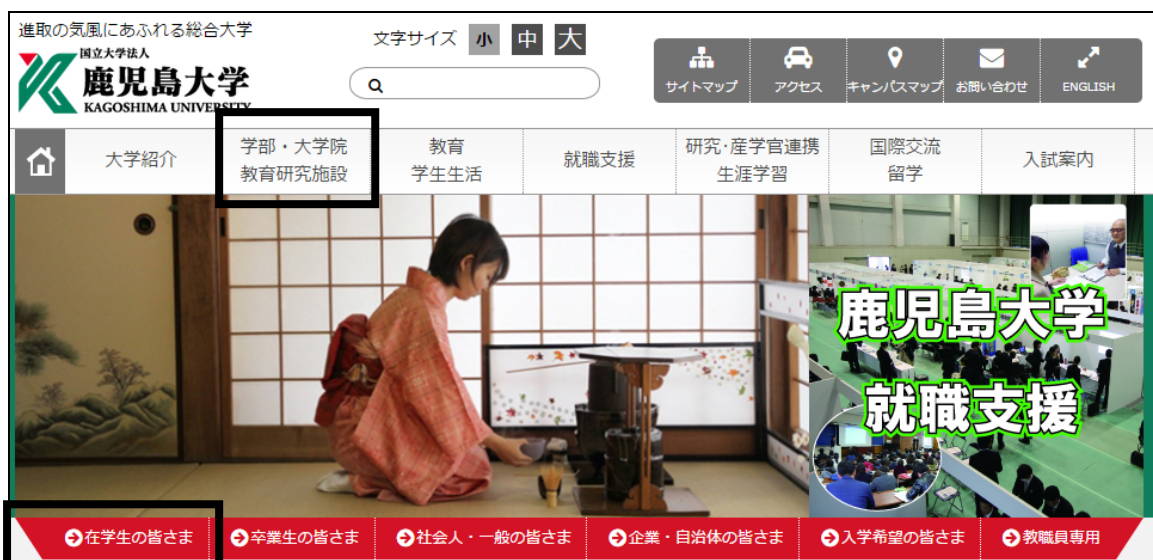 進取の気風にあふれる総合大学
国立大学法人
鹿児島大学
KAGOSHIMA UNIVERSITY
文字サイズ 小 中 大
サイトマップ
アクセス
キャンパスマップ
お問い合わせ
ENGLISH
大学紹介
学部・大学院
教育研究施設
教育
学生生活
就職支援
研究・産学官連携
生涯学習
国際交流
留学
入試案内
鹿児島大学
就職支援
在学生の皆さま
卒業生の皆さま
社会人・一般の皆さま
企業・自治体の皆さま
入学希望の皆さま
教職員専用